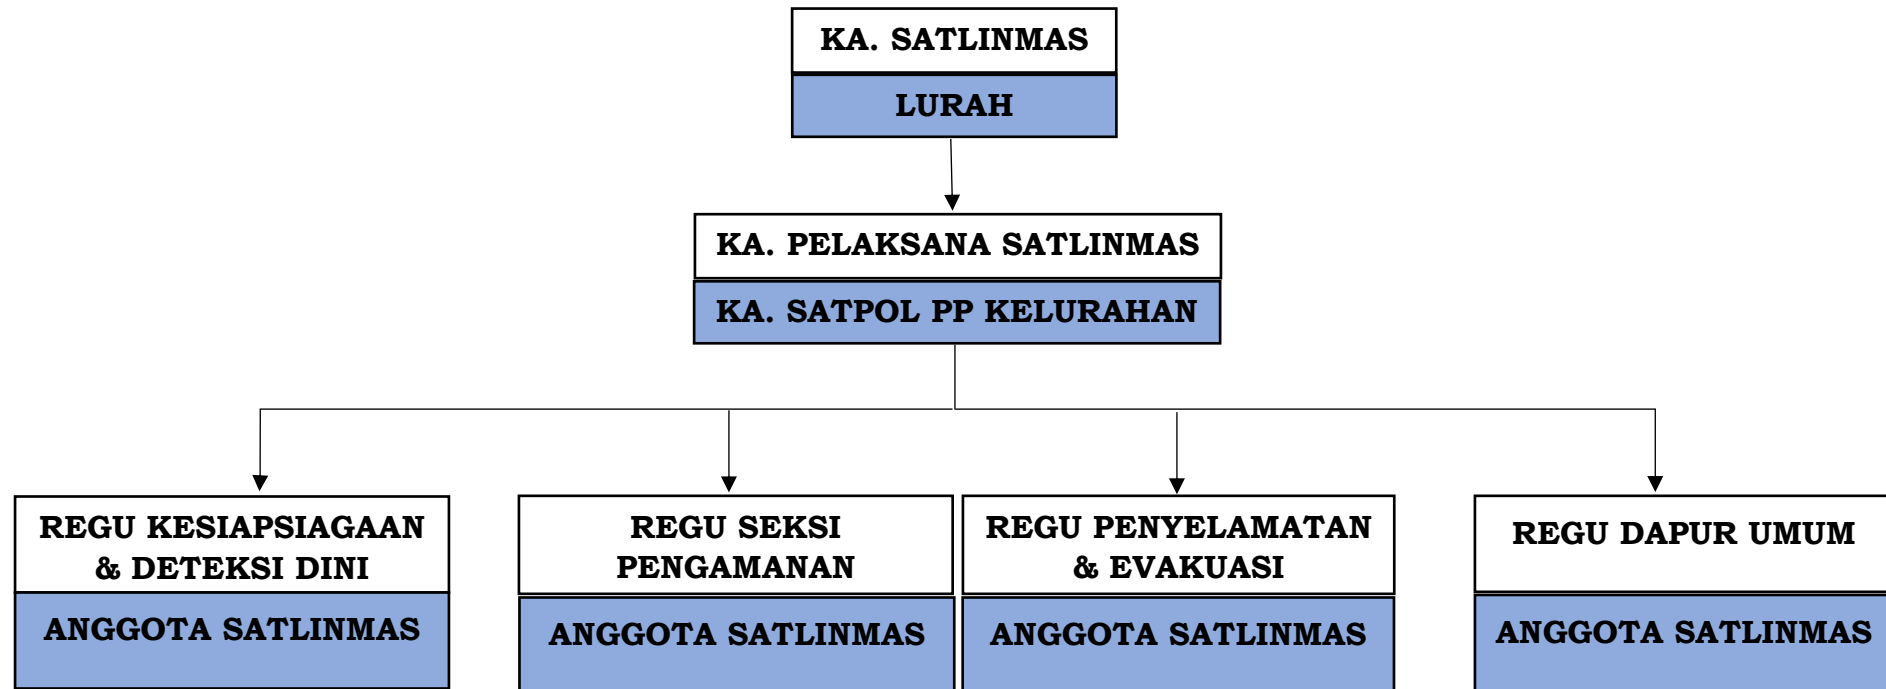 KA. SATLINMAS
LURAH
KA. PELAKSANA SATLINMAS
KA. SATPOL PP KELURAHAN
REGU KESIAPSIAGAAN
& DETEKSI DINI
ANGGOTA SATLINMAS
REGU SEKSI
PENGAMANAN
ANGGOTA SATLINMAS
REGU PENYELAMATAN
& EVAKUASI
ANGGOTA SATLINMAS
REGU DAPUR UMUM
ANGGOTA SATLINMAS